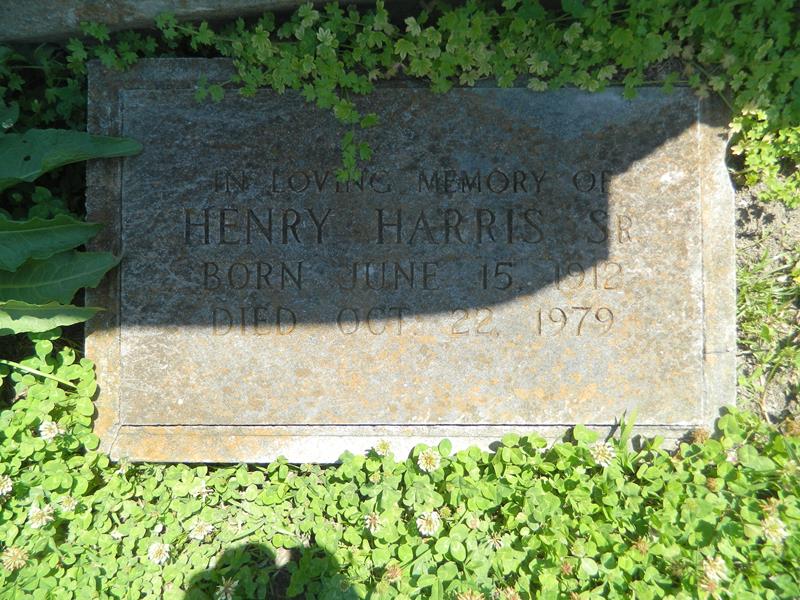 IN LOVING MEMORY OF
HENRY HARRIS SR
BORN JUNE 15, 1912
DIED OCT. 22, 1979